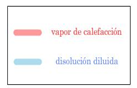 vapor de calefacción
disolución diluida